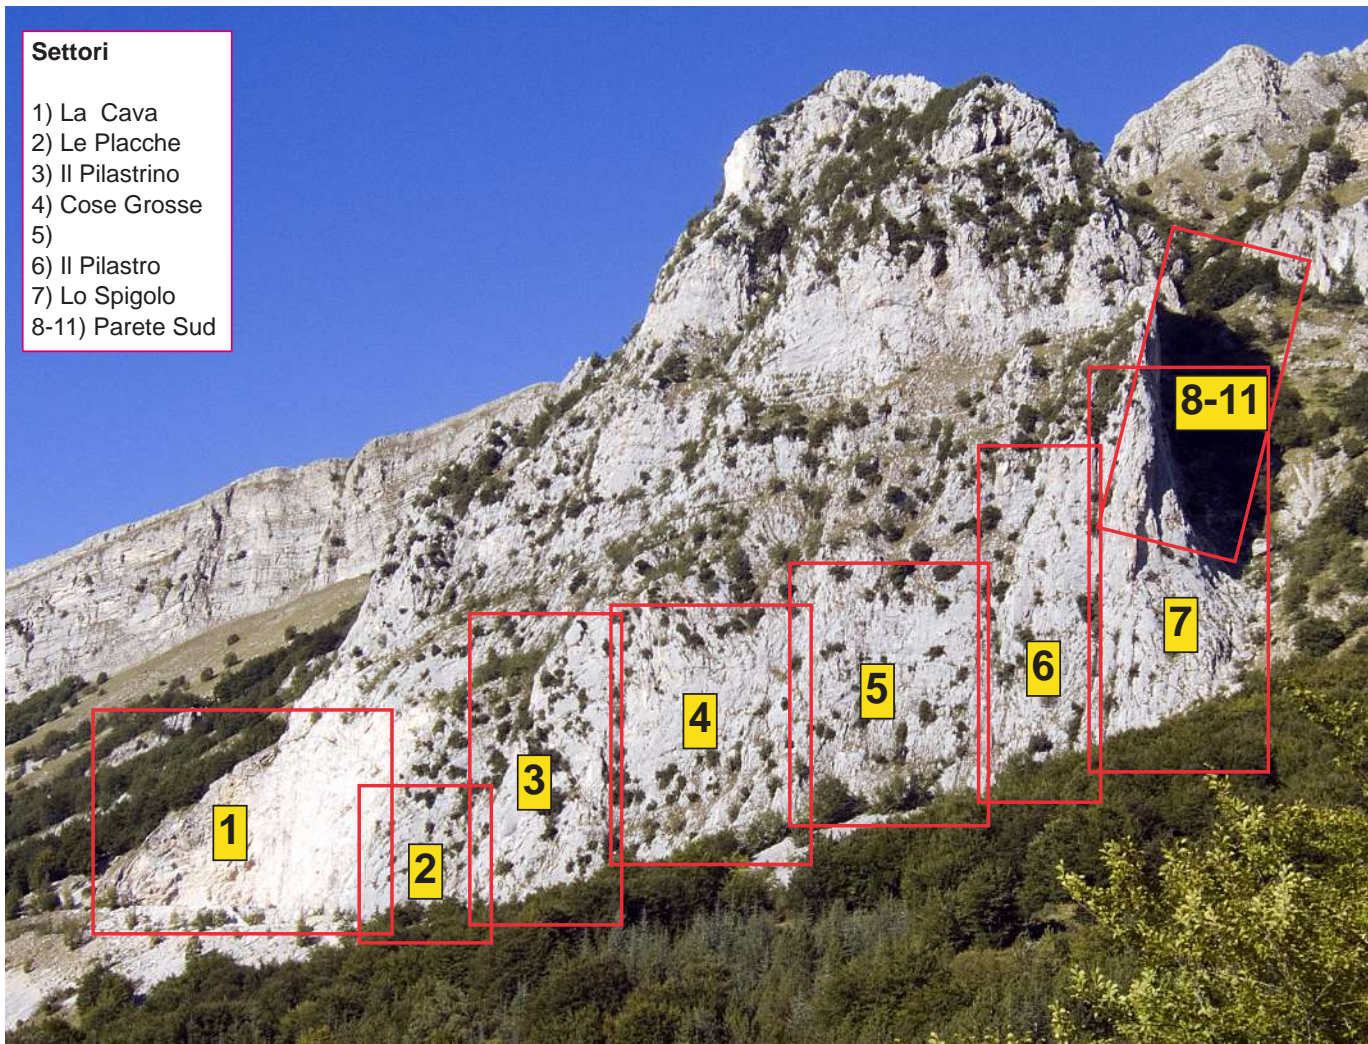 Settori
1) La Cava
2) Le Placche
3) Il Pilastrino
4) Cose Grosse
5)
6) Il Pilastro
7) Lo Spigolo
8-11) Parete Sud
8-11
7
6
5
4
3
2
1